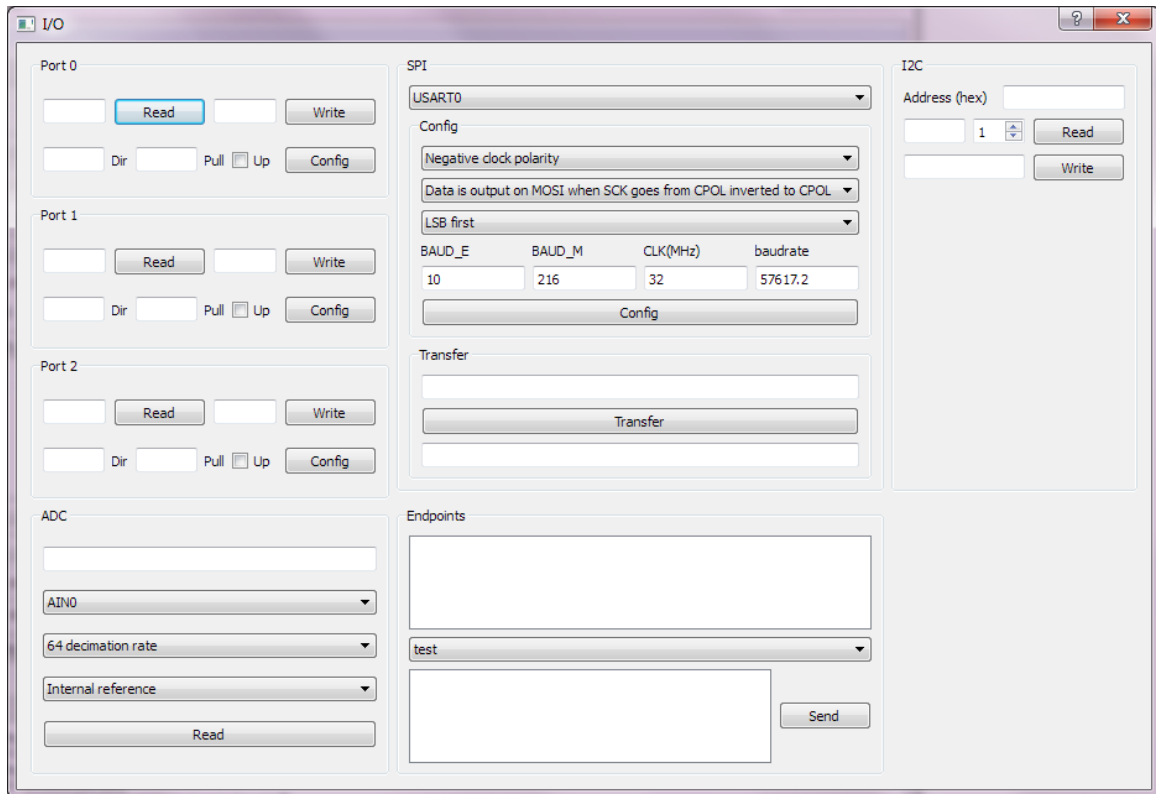 I/O
Port 0
Read
Write
Dir
Pull
Up
Config
Port 1
Read
Write
Dir
Pull
Up
Config
Port 2
Read
Write
Dir
Pull
Up
Config
ADC
AIN0
64 decimation rate
Internal reference
Read
SPI
USART0
Config
Negative clock polarity
Data is output on MOSI when SCK goes from CPOL inverted to CPOL
LSB first
BAUD_E BAUD_M CLK(MHz) baudrate
10 216 32 57617.2
Config
Transfer
Transfer
Endpoints
test
Send
I2C
Address (hex)
1
Read
Write